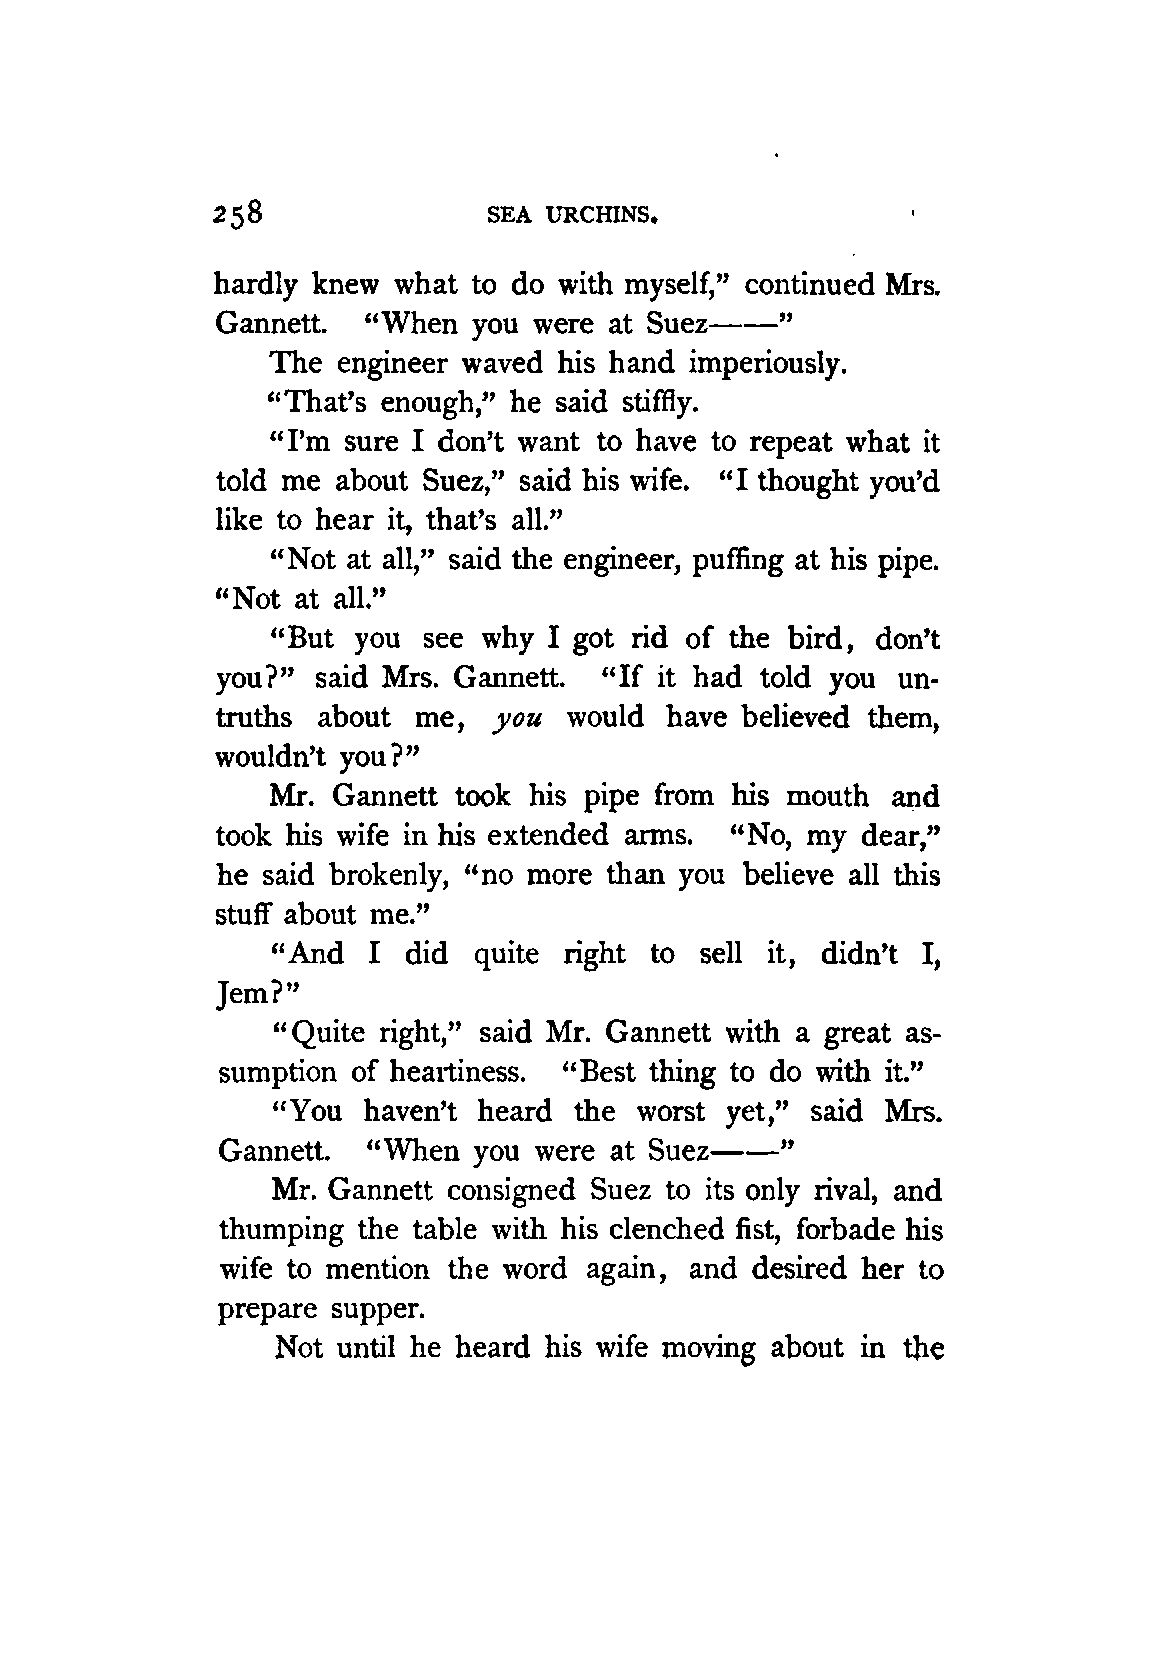 258 SEA URCHINS.
hardly knew what to do with myself,” continued Mrs.
Gannett. “When you were at Suez——”
The engineer waved his hand imperiously.
“That’s enough,” he said stiffly.
“I’m sure I don’t want to have to repeat what it
told me about Suez,” said his wife. “I thought you’d
like to hear it, that’s all.”
“Not at all,” said the engineer, puffing at his pipe.
“Not at all.”
“But you see why I got rid of the bird, don’t
you?” said Mrs. Gannett. “If it had told you un-
truths about me, you would have believed them,
wouldn’t you?”
Mr. Gannett took his pipe from his mouth and
took his wife in his extended arms. “No, my dear,”
he said brokenly, “no more than you believe all this
stuff about me.”
“And I did quite right to sell it, didn’t I,
Jem?”
“Quite right,” said Mr. Gannett with a great as-
sumption of heartiness. “Best thing to do with it.”
“You haven’t heard the worst yet,” said Mrs.
Gannett. “When you were at Suez——”
Mr. Gannett consigned Suez to its only rival, and
thumping the table with his clenched fist, forbade his
wife to mention the word again, and desired her to
prepare supper.
Not until he heard his wife moving about in the